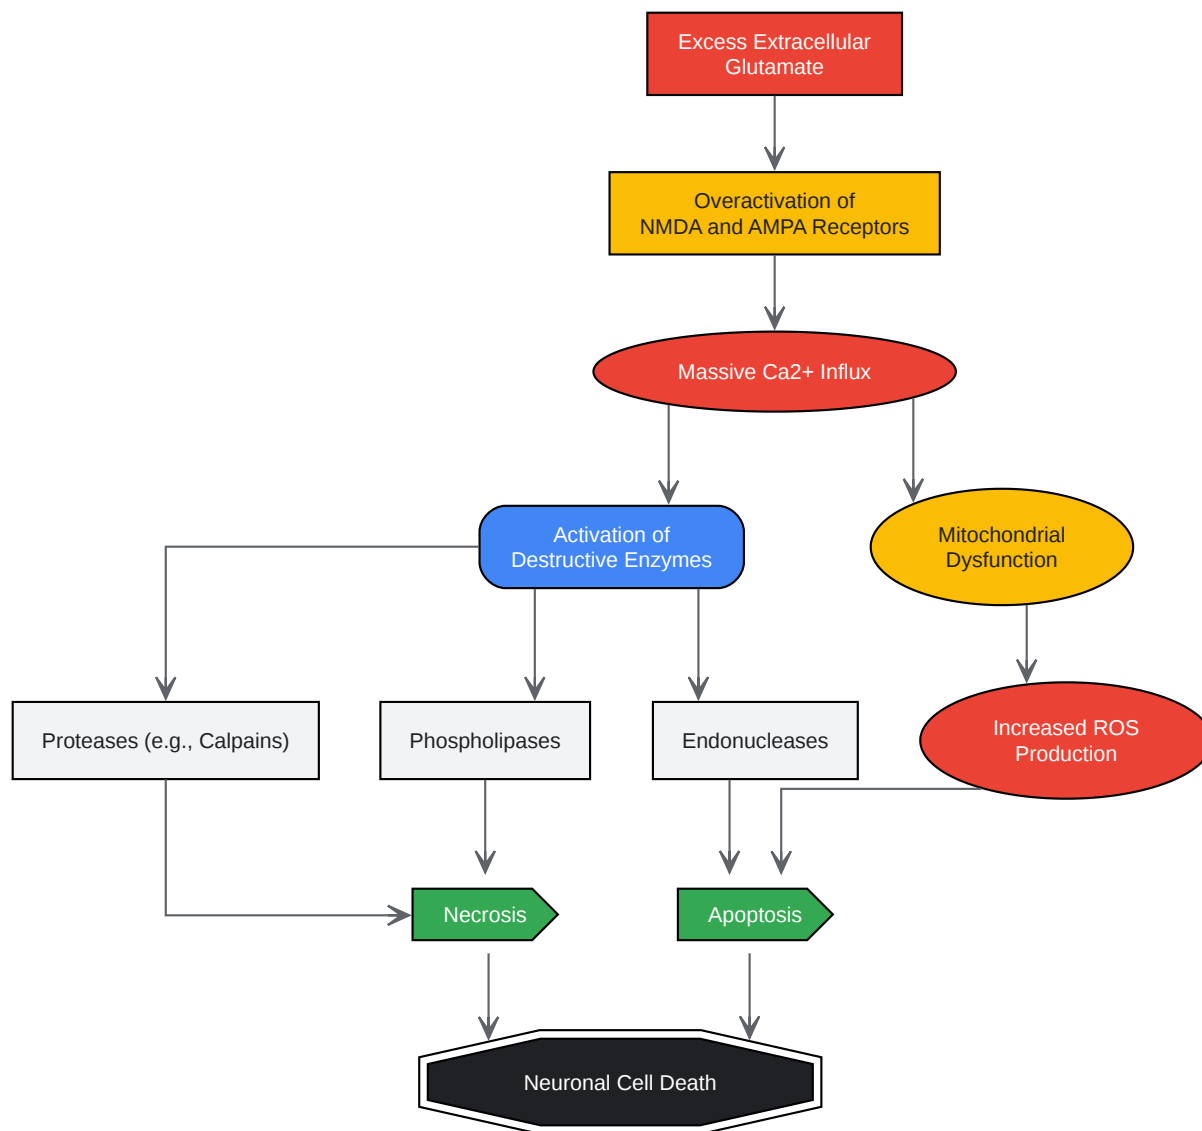 Excess Extracellular
Glutamate
Overactivation of
NMDA and AMPA Receptors
Massive Ca2+ Influx
Activation of
Destructive Enzymes
Mitochondrial
Dysfunction
Proteases (e.g., Calpains)
Phospholipases
Endonucleases
Increased ROS
Production
Necrosis
Apoptosis
Neuronal Cell Death